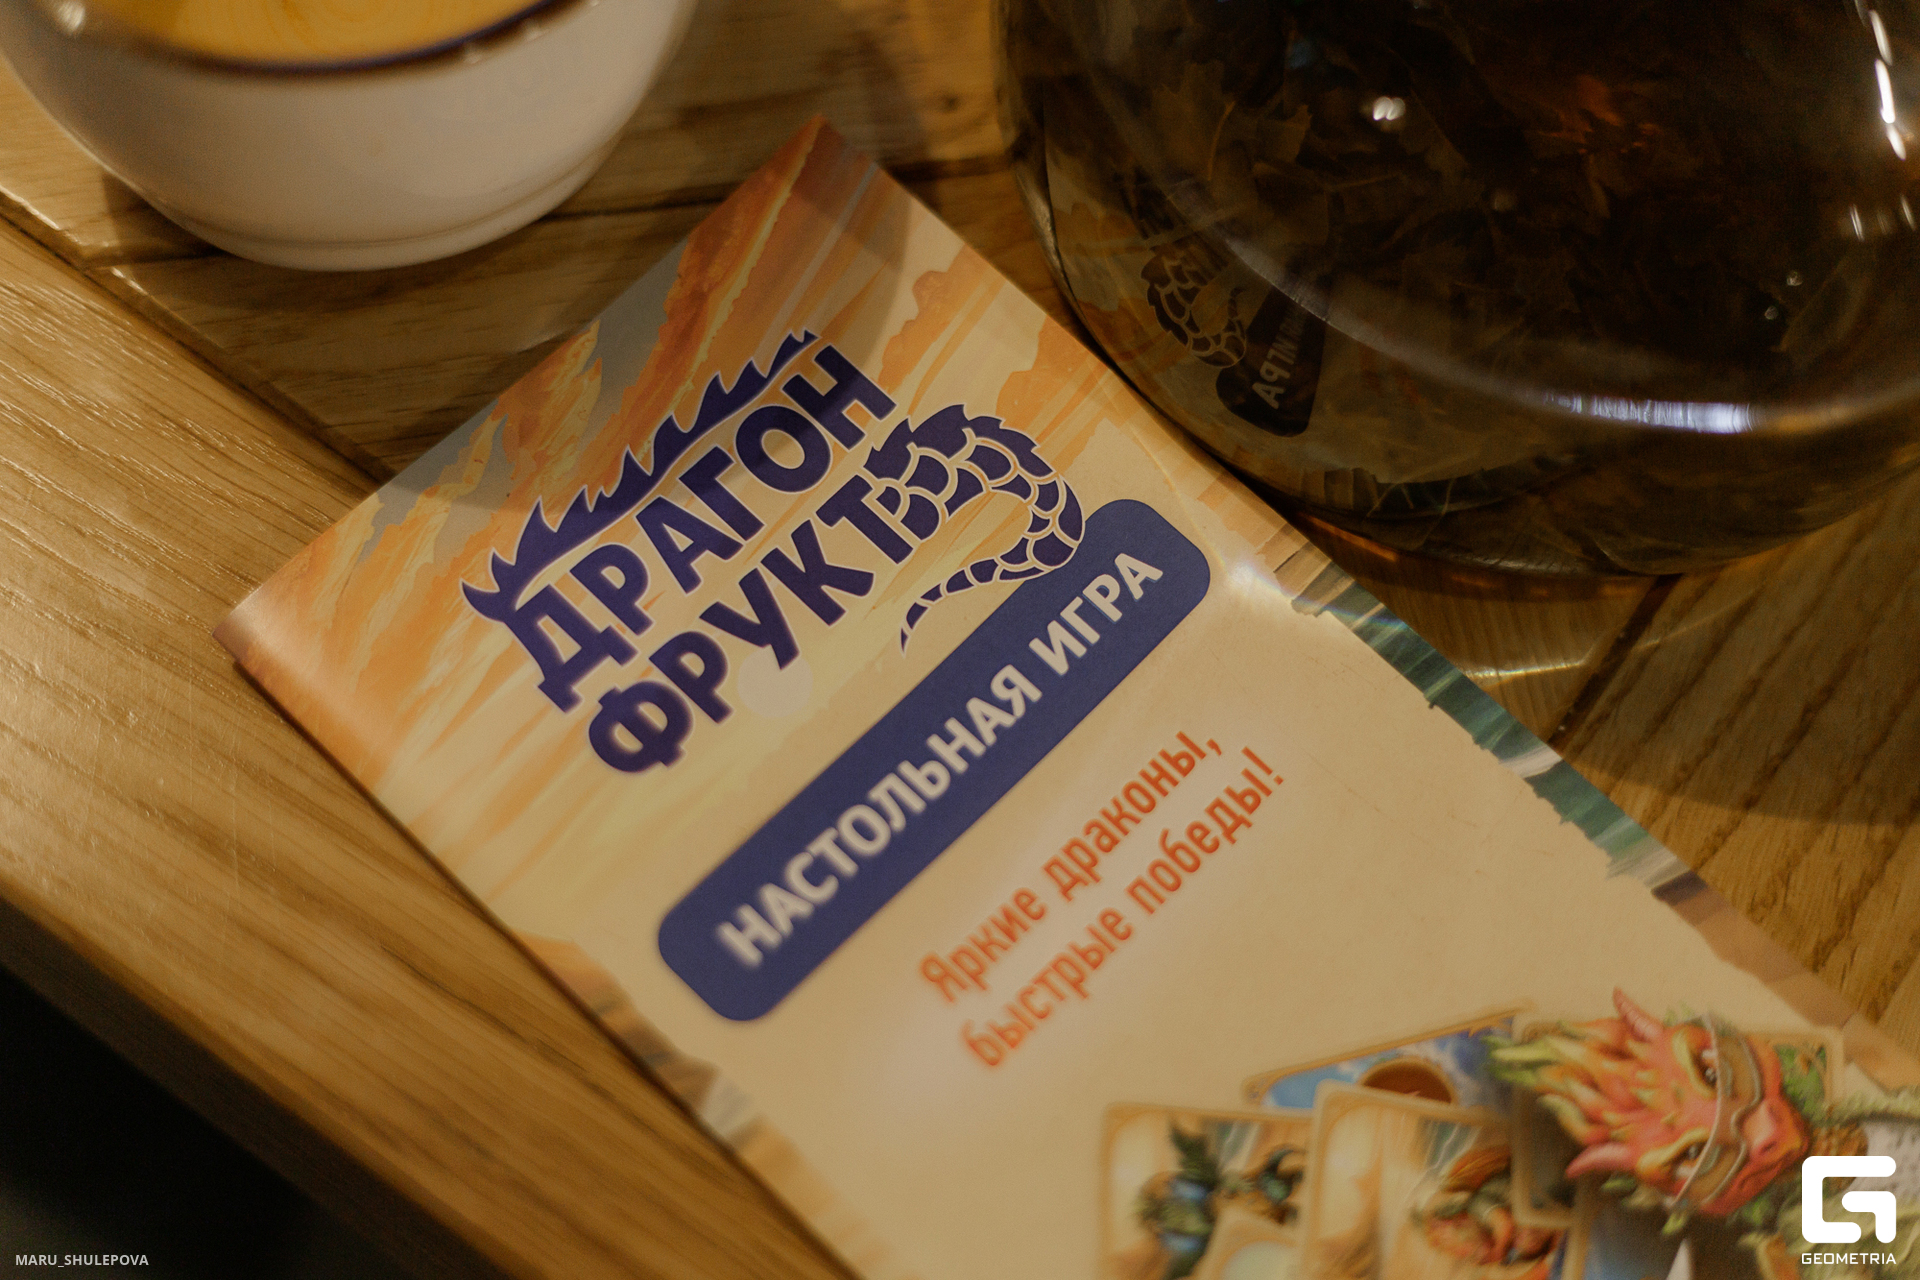 ДРАГОН
ФРУКТ
НАСТОЛЬНАЯ ИГРА
Яркие драконы,
быстрые победы!
MARU_SHULEPOVA
GEOMETRIA